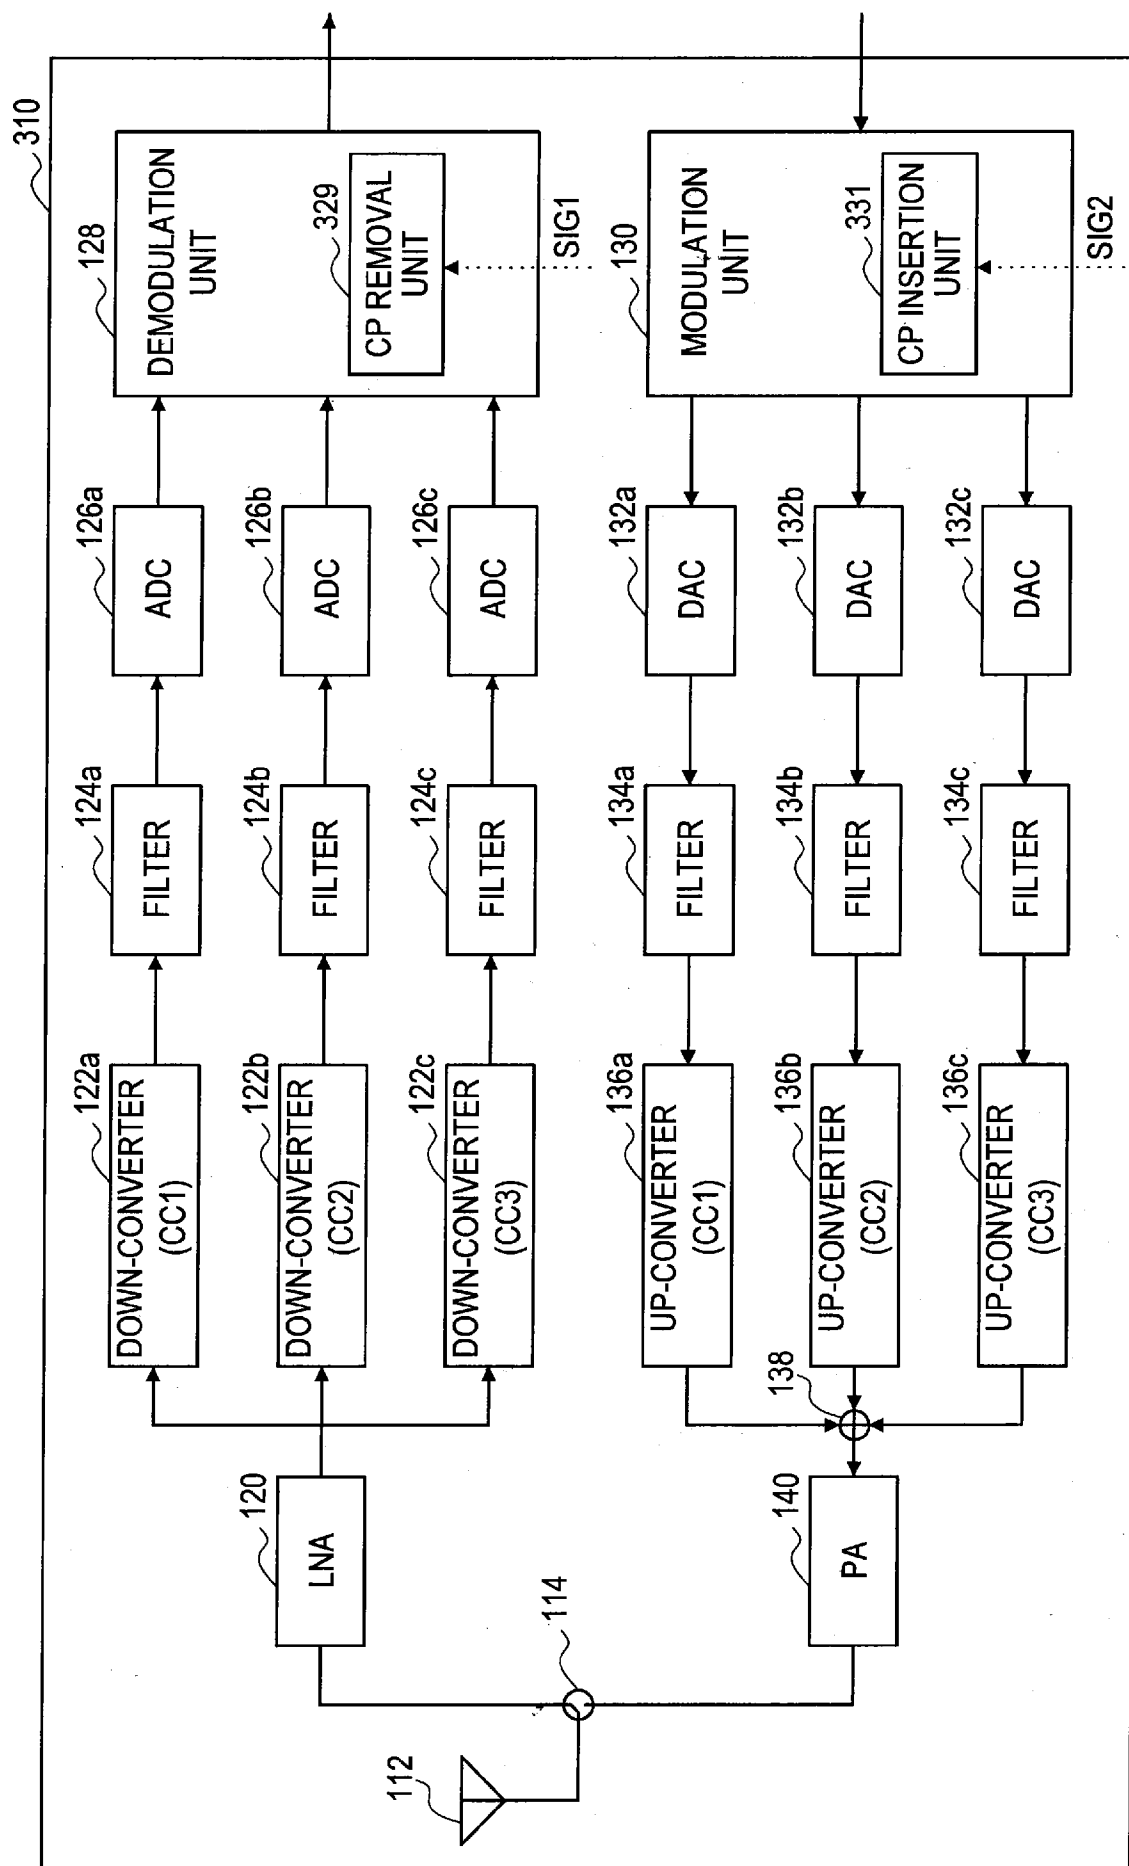 310
112
114
120
LNA
122a
DOWN-CONVERTER
(CC1)
124a
FILTER
126a
ADC
122b
DOWN-CONVERTER
(CC2)
124b
FILTER
126b
ADC
122c
DOWN-CONVERTER
(CC3)
124c
FILTER
126c
ADC
128
DEMODULATION
UNIT
329
CP REMOVAL
UNIT
SIG1
140
PA
138
136a
UP-CONVERTER
(CC1)
134a
FILTER
132a
DAC
136b
UP-CONVERTER
(CC2)
134b
FILTER
132b
DAC
136c
UP-CONVERTER
(CC3)
134c
FILTER
132c
DAC
130
MODULATION
UNIT
331
CP INSERTION
UNIT
SIG2